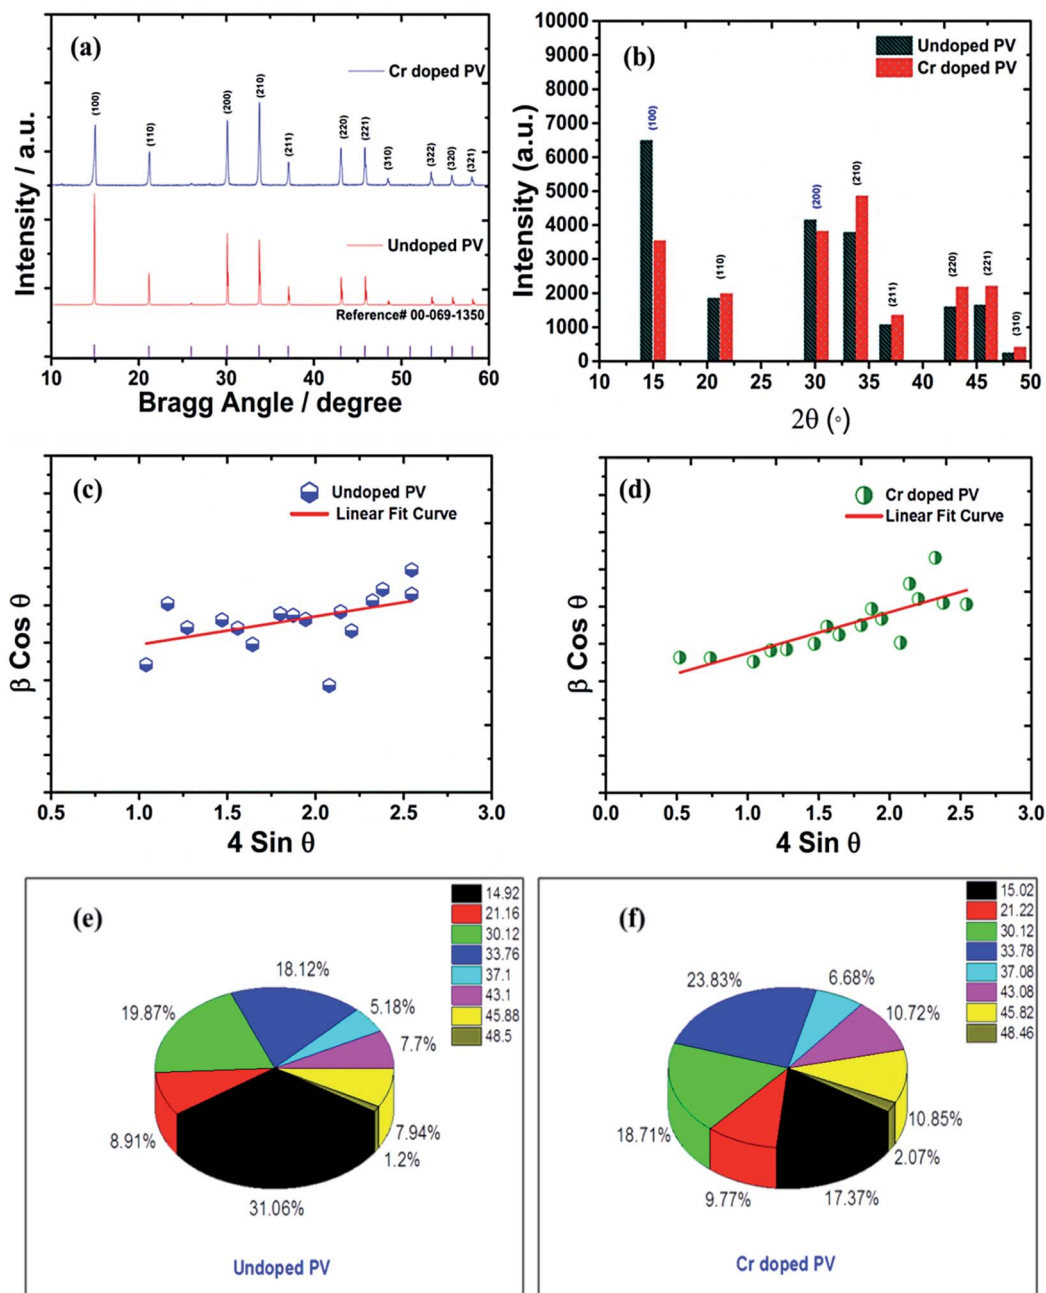 (a)
Cr doped PV
(100)
(110)
(200)
(210)
(211)
(220)
(221)
(310)
(322)
(320)
(321)
Undoped PV
Reference# 00-069-1350
Intensity / a.u.
10 20 30 40 50 60
Bragg Angle / degree
(b)
Undoped PV
Cr doped PV
10000
9000
8000
7000
6000
5000
4000
3000
2000
1000
0
(100)
(110)
(200)
(210)
(211)
(220)
(221)
(310)
Intensity (a.u.)
10 15 20 25 30 35 40 45 50
2θ (◦)
(c)
Undoped PV
Linear Fit Curve
β Cos θ
0.5 1.0 1.5 2.0 2.5 3.0
4 Sin θ
(d)
Cr doped PV
Linear Fit Curve
β Cos θ
0.0 0.5 1.0 1.5 2.0 2.5 3.0
4 Sin θ
(e)
14.92
21.16
30.12
33.76
37.1
43.1
45.88
48.5
18.12%
5.18%
19.87%
7.7%
8.91%
7.94%
1.2%
31.06%
Undoped PV
(f)
15.02
21.22
30.12
33.78
37.08
43.08
45.82
48.46
23.83%
6.68%
10.72%
18.71%
10.85%
2.07%
9.77%
17.37%
Cr doped PV